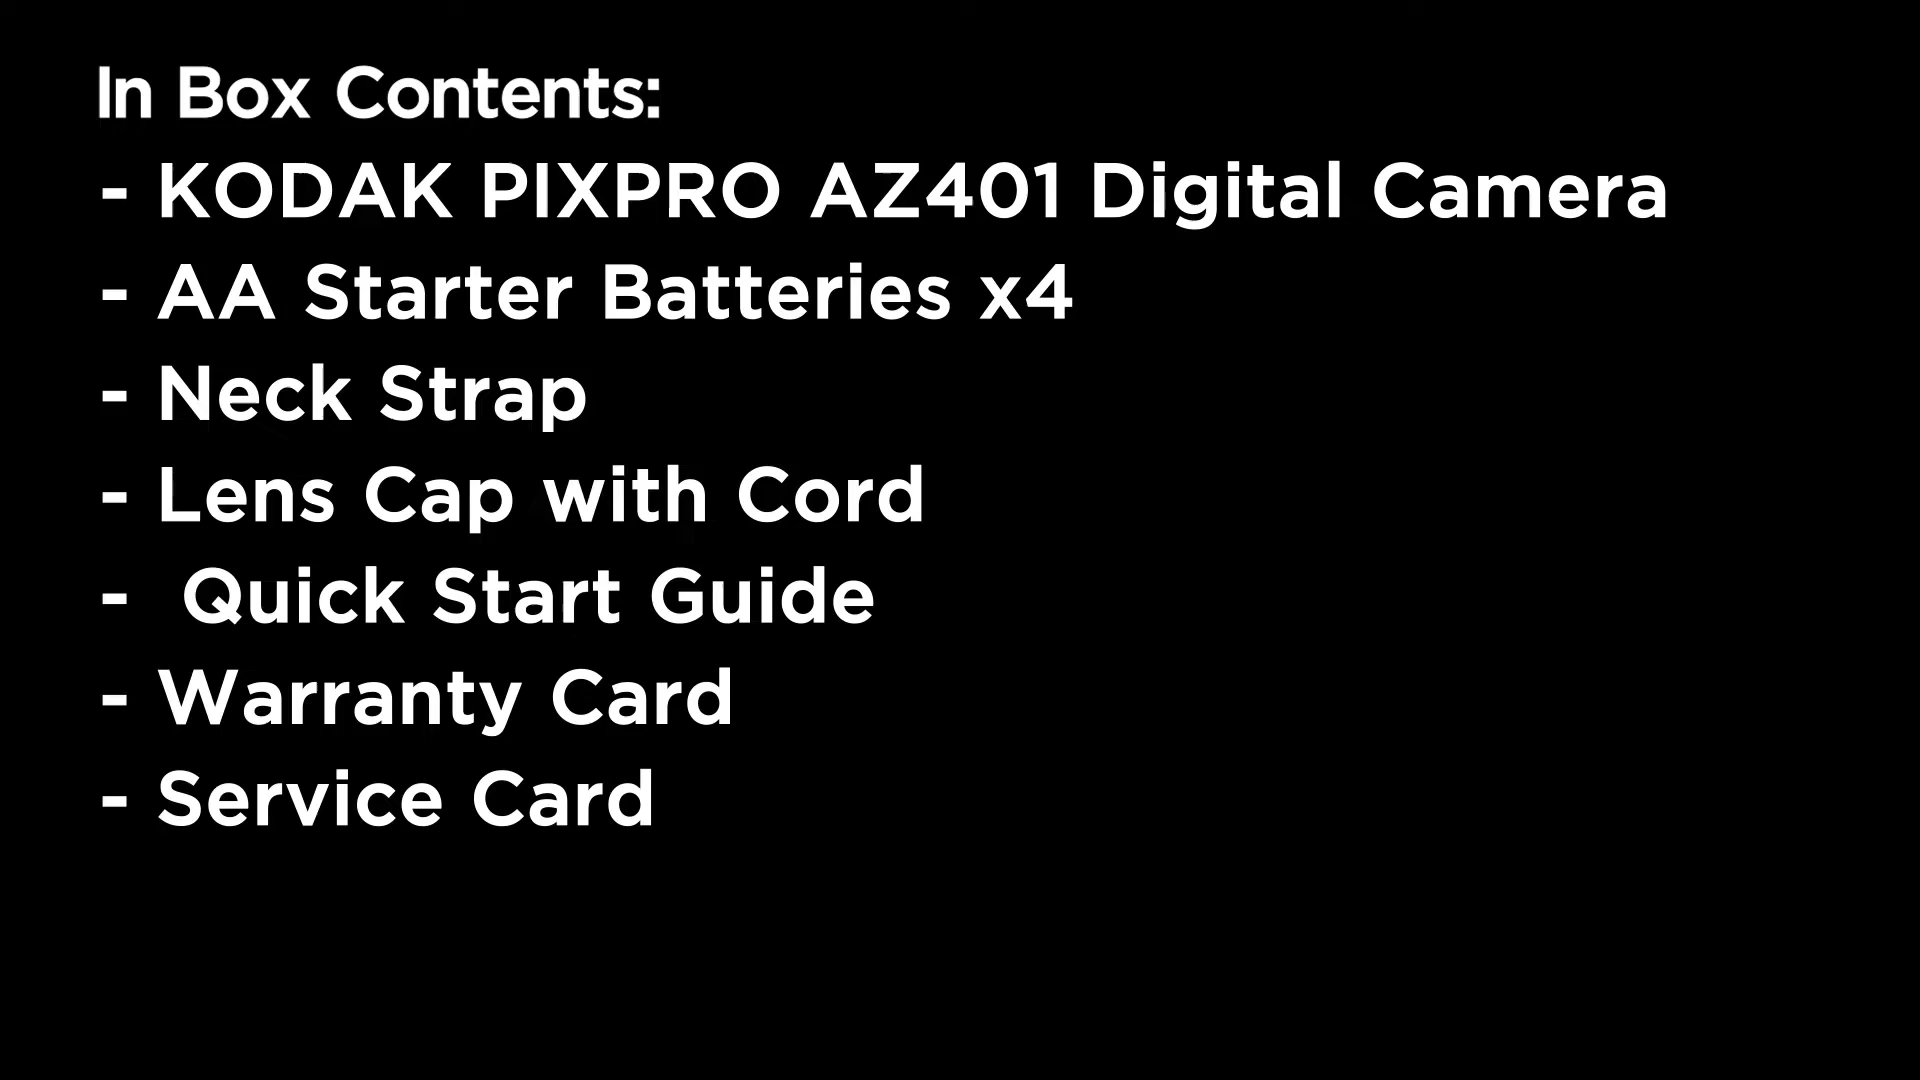 In Box Contents:
- KODAK PIXPRO AZ401 Digital Camera
- AA Starter Batteries x4
- Neck Strap
- Lens Cap with Cord
-  Quick Start Guide
- Warranty Card
- Service Card